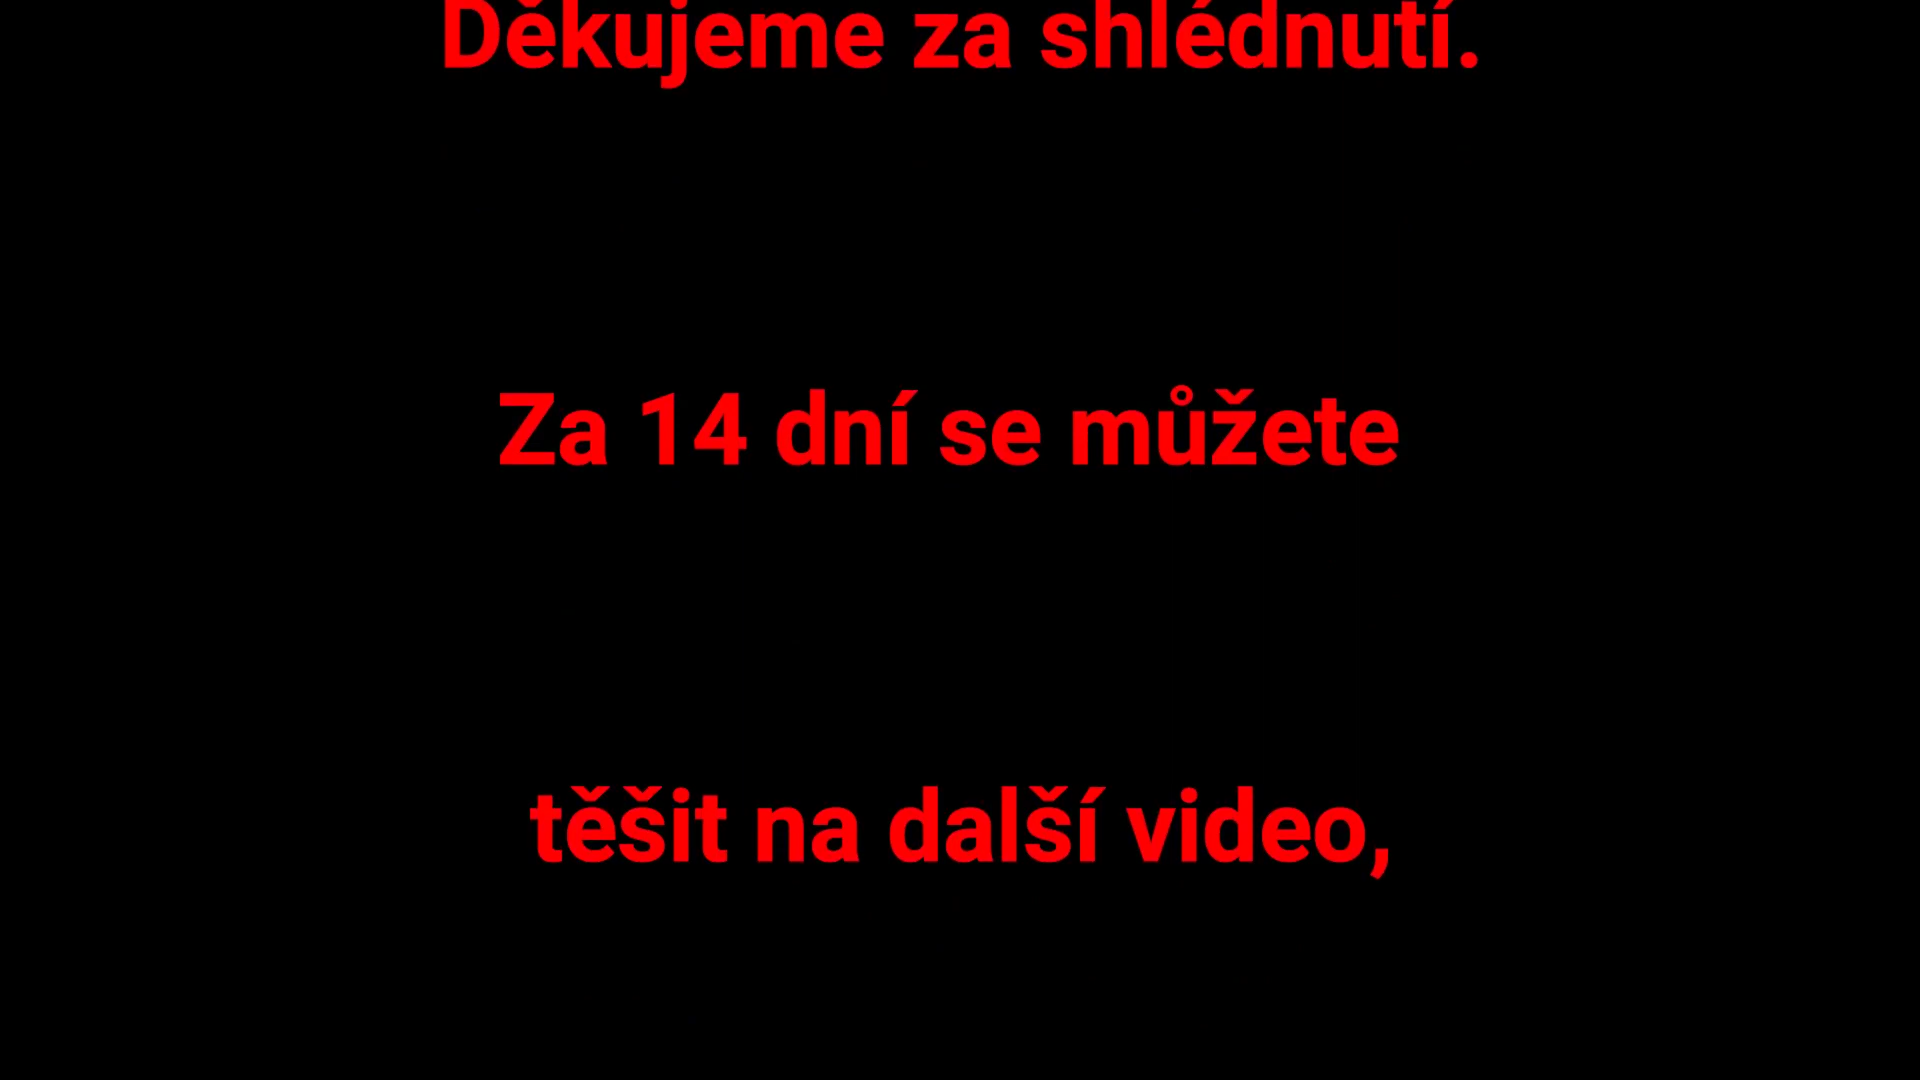 Děkujeme za shlédnutí.
Za 14 dní se můžete
těšit na další video,